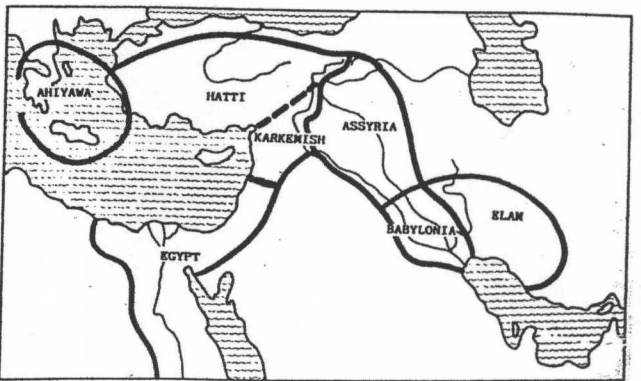 AHIYAWA
HATTI
KARKEMISH
ASSYRIA
BABYLONIA
ELAM
EGYPT